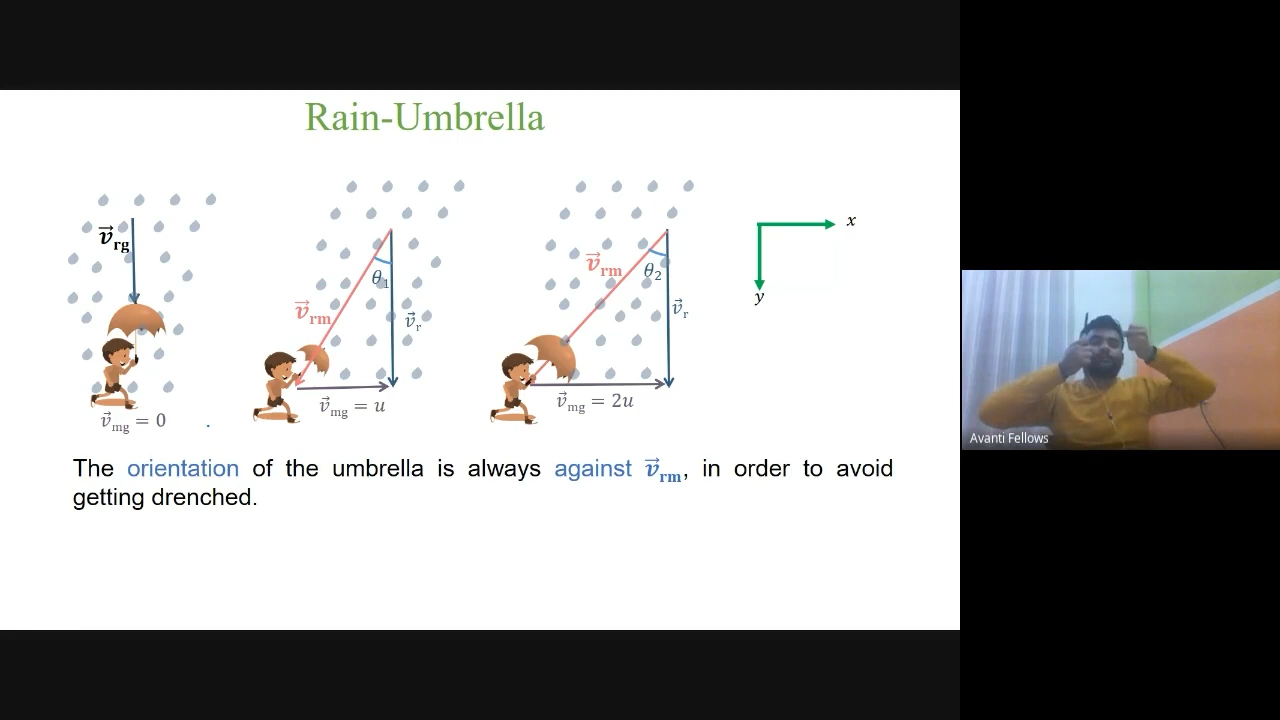 Rain-Umbrella
v⃗rg
v⃗mg = 0
.
θ1
v⃗rm
v⃗r
v⃗mg = u
v⃗rm
θ2
v⃗r
v⃗mg = 2u
x
y
The orientation of the umbrella is always against v⃗rm, in order to avoid
getting drenched.
Avanti Fellows